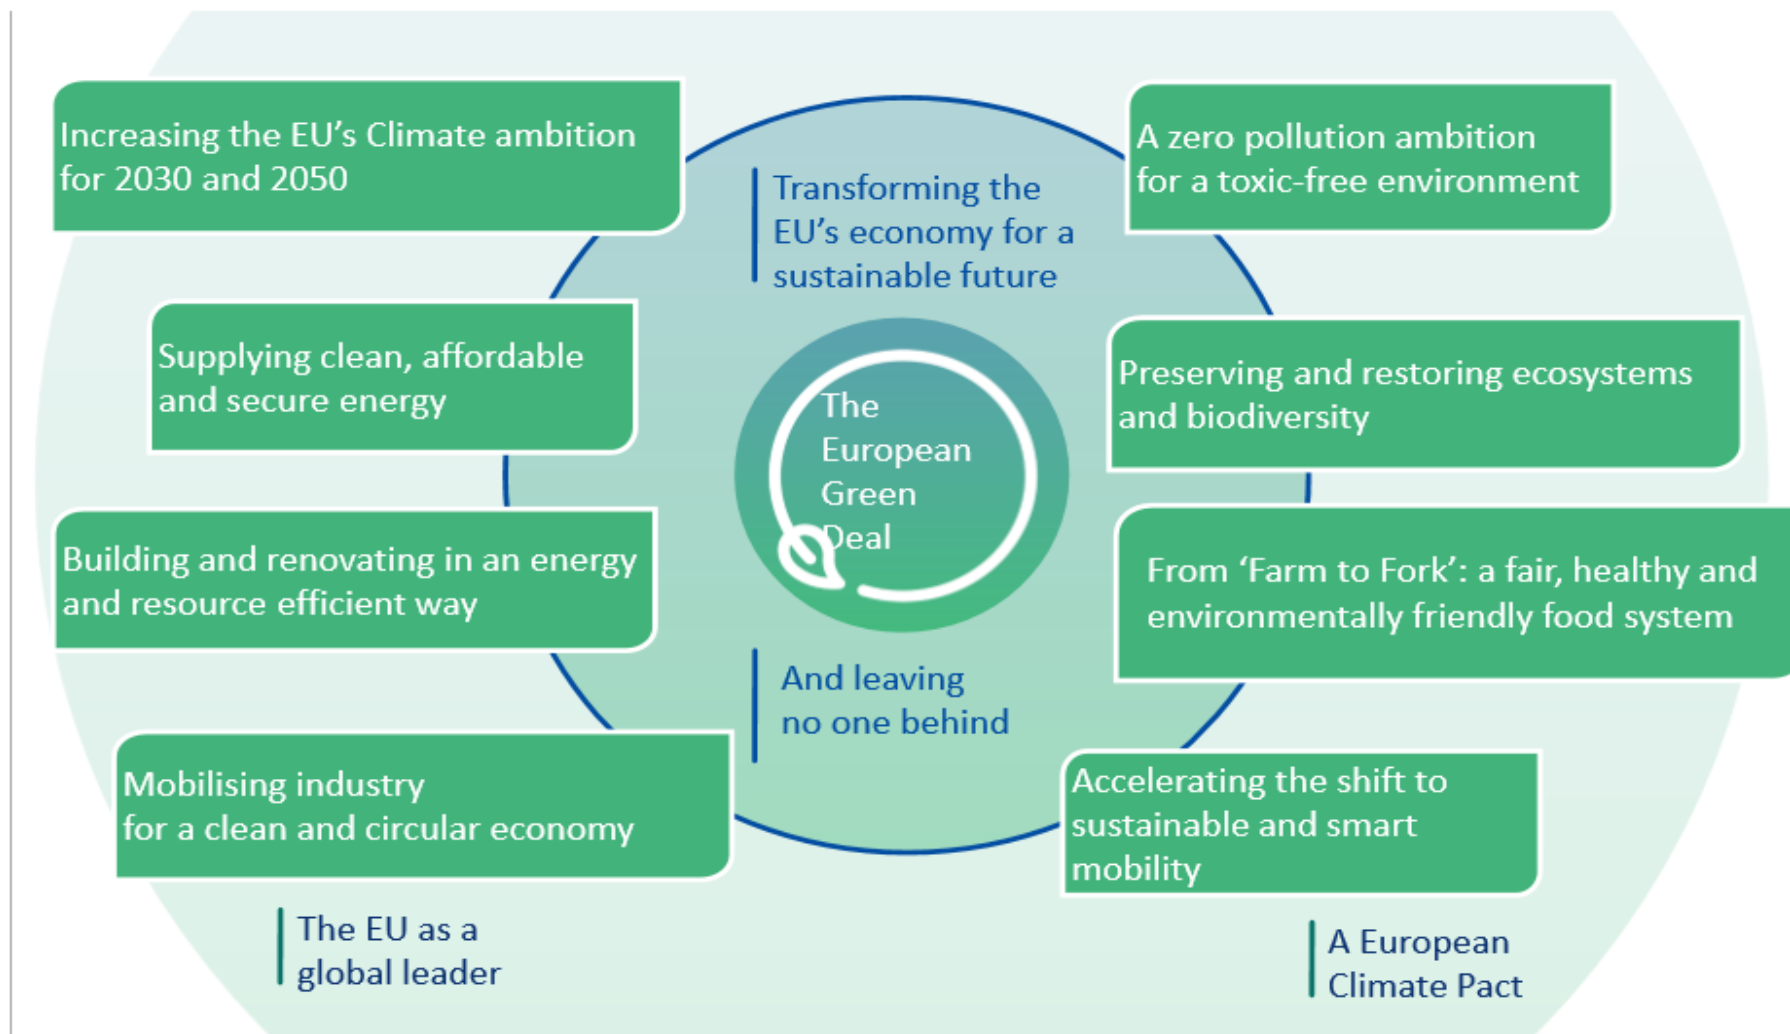 Increasing the EU’s Climate ambition
for 2030 and 2050
Supplying clean, affordable
and secure energy
Building and renovating in an energy
and resource efficient way
Mobilising industry
for a clean and circular economy
The EU as a
global leader
Transforming the
EU’s economy for a
sustainable future
The
European
Green
Deal
And leaving
no one behind
A zero pollution ambition
for a toxic-free environment
Preserving and restoring ecosystems
and biodiversity
From ‘Farm to Fork’: a fair, healthy and
environmentally friendly food system
Accelerating the shift to
sustainable and smart
mobility
A European
Climate Pact